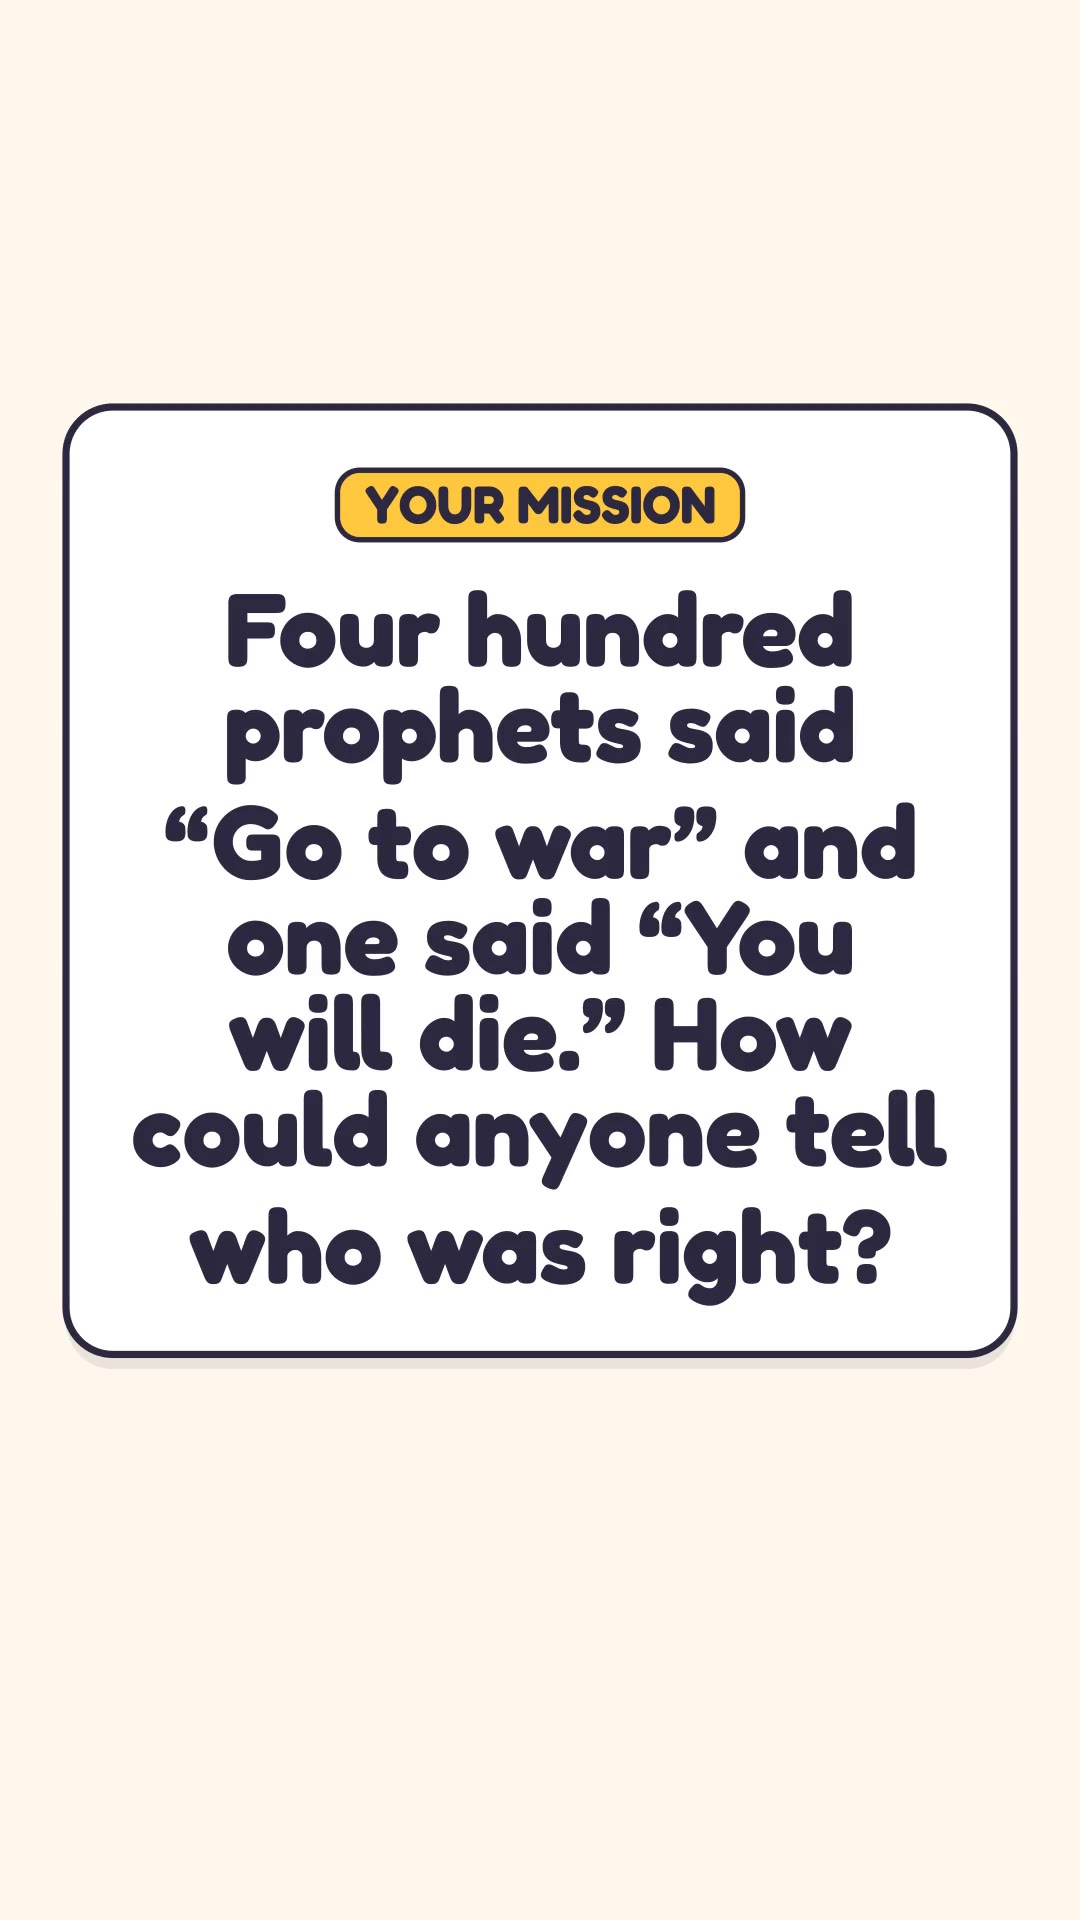 YOUR MISSION
Four hundred
prophets said
“Go to war” and
one said “You
will die.” How
could anyone tell
who was right?